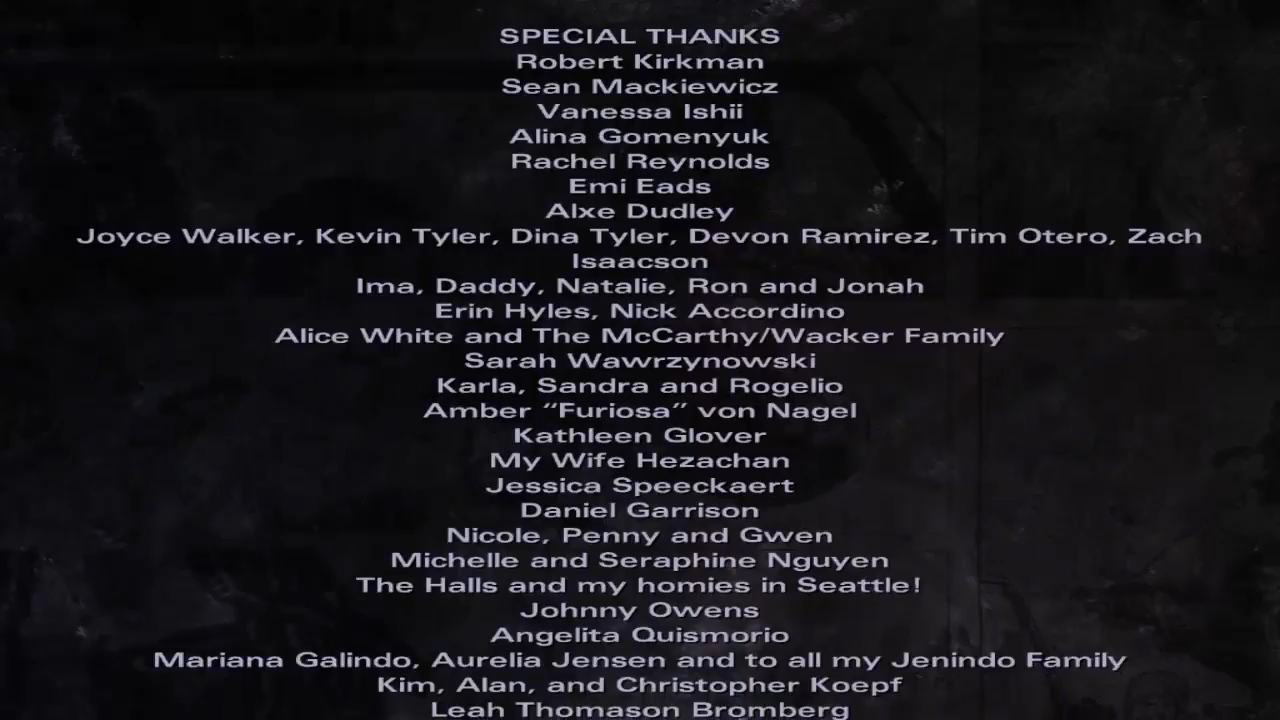 SPECIAL THANKS
Robert Kirkman
Sean Mackiewicz
Vanessa Ishii
Alina Gomenyuk
Rachel Reynolds
Emi Eads
Alxe Dudley
Joyce Walker, Kevin Tyler, Dina Tyler, Devon Ramirez, Tim Otero, Zach
Isaacson
Ima, Daddy, Natalie, Ron and Jonah
Erin Hyles, Nick Accordino
Alice White and The McCarthy/Wacker Family
Sarah Wawrzynowski
Karla, Sandra and Rogelio
Amber “Furiosa” von Nagel
Kathleen Glover
My Wife Hezachan
Jessica Speeckaert
Daniel Garrison
Nicole, Penny and Gwen
Michelle and Seraphine Nguyen
The Halls and my homies in Seattle!
Johnny Owens
Angelita Quismorio
Mariana Galindo, Aurelia Jensen and to all my Jenindo Family
Kim, Alan, and Christopher Koepf
Leah Thomason Bromberg